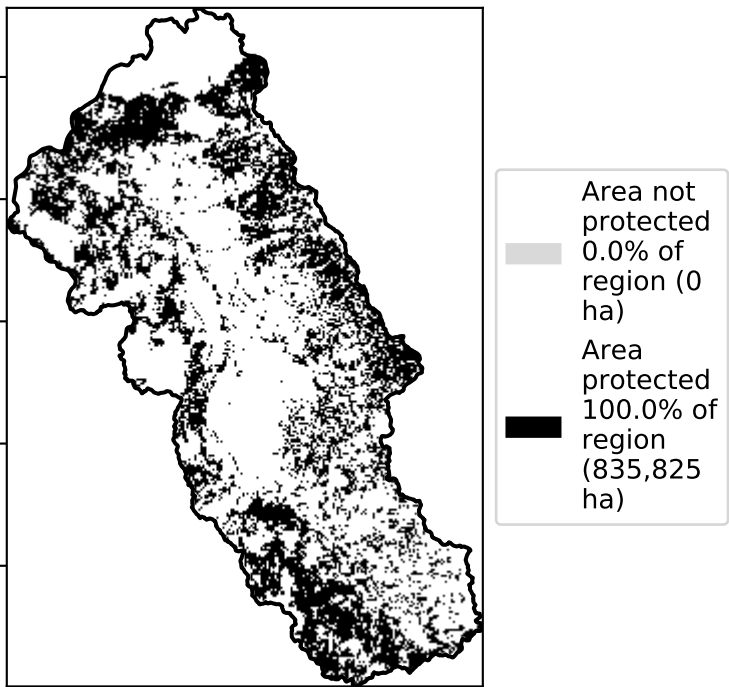 Area not
protected
0.0% of
region (0
ha)
Area
protected
100.0% of
region
(835,825
ha)